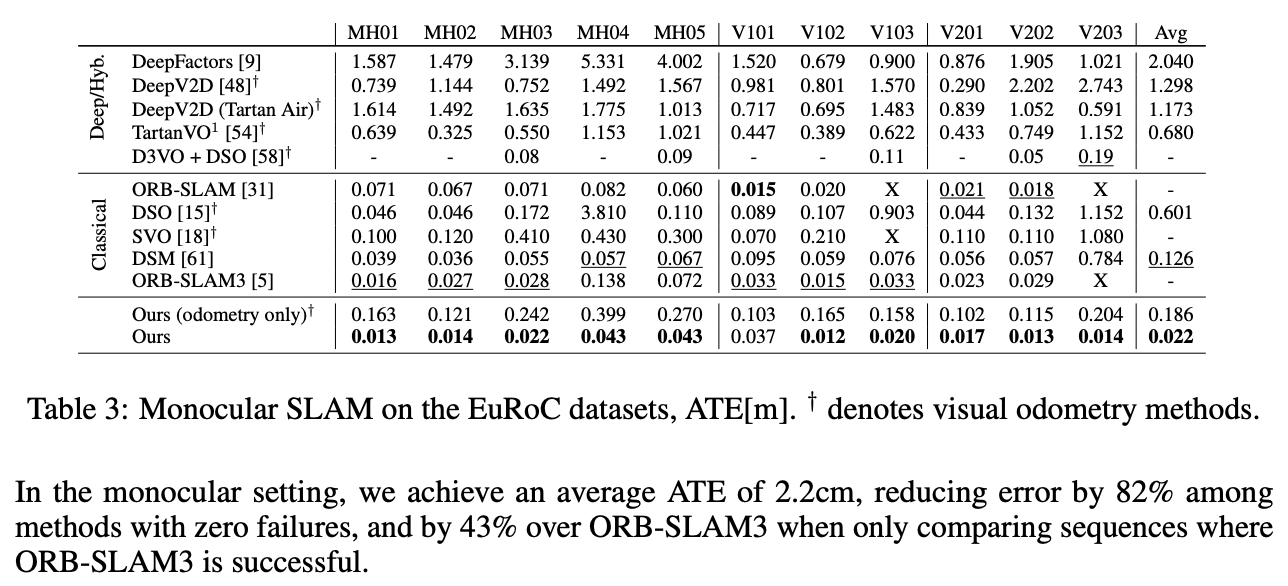 MH01 MH02 MH03 MH04 MH05 V101 V102 V103 V201 V202 V203 Avg
Deep/Hyb.
DeepFactors [9] 1.587 1.479 3.139 5.331 4.002 1.520 0.679 0.900 0.876 1.905 1.021 2.040
DeepV2D [48]† 0.739 1.144 0.752 1.492 1.567 0.981 0.801 1.570 0.290 2.202 2.743 1.298
DeepV2D (Tartan Air)† 1.614 1.492 1.635 1.775 1.013 0.717 0.695 1.483 0.839 1.052 0.591 1.173
TartanVO¹ [54]† 0.639 0.325 0.550 1.153 1.021 0.447 0.389 0.622 0.433 0.749 1.152 0.680
D3VO + DSO [58]† - - 0.08 - 0.09 - - 0.11 - 0.05 0.19 -
Classical
ORB-SLAM [31] 0.071 0.067 0.071 0.082 0.060 0.015 0.020 X 0.021 0.018 X -
DSO [15]† 0.046 0.046 0.172 3.810 0.110 0.089 0.107 0.903 0.044 0.132 1.152 0.601
SVO [18]† 0.100 0.120 0.410 0.430 0.300 0.070 0.210 X 0.110 0.110 1.080 -
DSM [61] 0.039 0.036 0.055 0.057 0.067 0.095 0.059 0.076 0.056 0.057 0.784 0.126
ORB-SLAM3 [5] 0.016 0.027 0.028 0.138 0.072 0.033 0.015 0.033 0.023 0.029 X -
Ours (odometry only)† 0.163 0.121 0.242 0.399 0.270 0.103 0.165 0.158 0.102 0.115 0.204 0.186
Ours 0.013 0.014 0.022 0.043 0.043 0.037 0.012 0.020 0.017 0.013 0.014 0.022
Table 3: Monocular SLAM on the EuRoC datasets, ATE[m]. † denotes visual odometry methods.
In the monocular setting, we achieve an average ATE of 2.2cm, reducing error by 82% among
methods with zero failures, and by 43% over ORB-SLAM3 when only comparing sequences where
ORB-SLAM3 is successful.